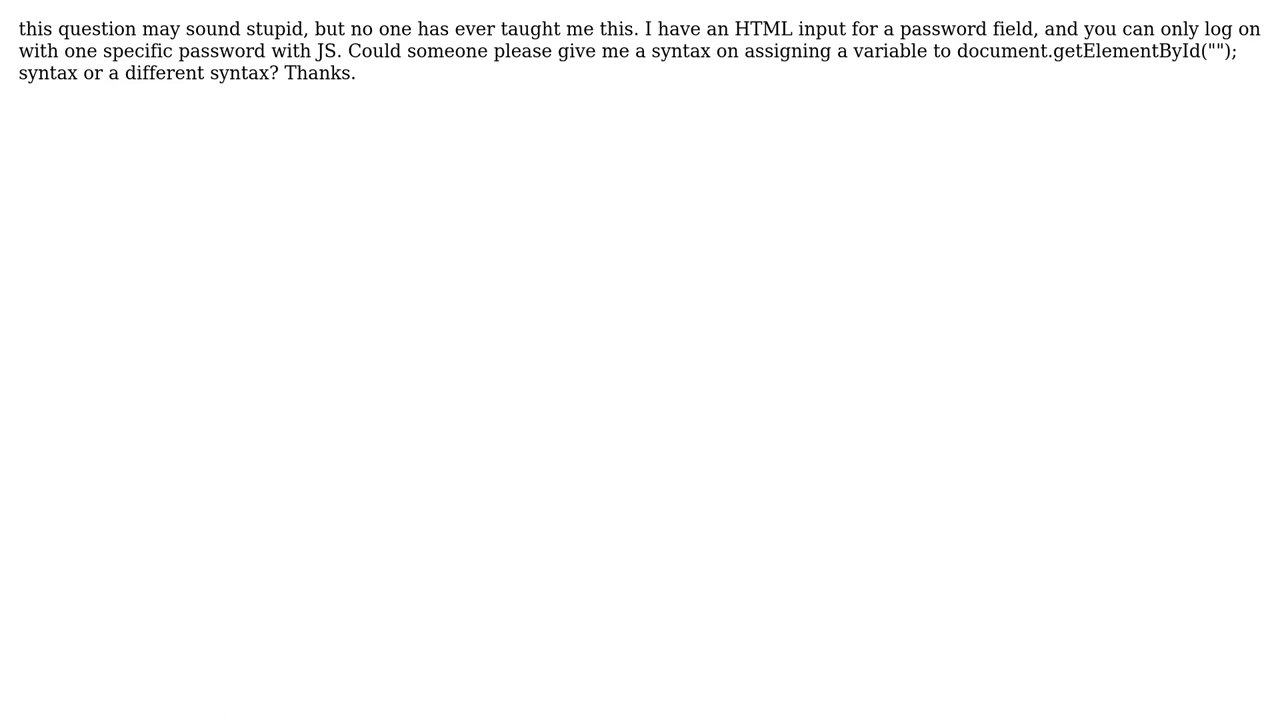 this question may sound stupid, but no one has ever taught me this. I have an HTML input for a password field, and you can only log on
with one specific password with JS. Could someone please give me a syntax on assigning a variable to document.getElementById("");
syntax or a different syntax? Thanks.